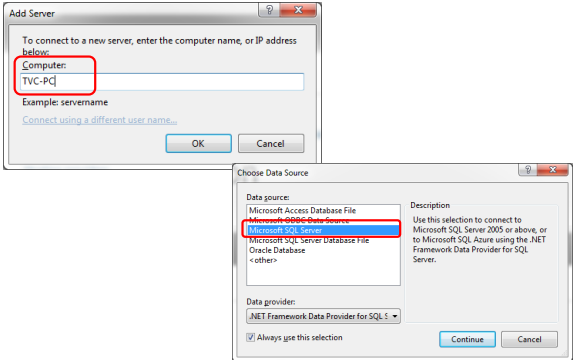 Add Server
To connect to a new server, enter the computer name, or IP address
below:
Computer:
TVC-PC
Example: servername
Connect using a different user name...
OK
Cancel
Choose Data Source
Data source:
Microsoft Access Database File
Microsoft ODBC Data Source
Microsoft SQL Server
Microsoft SQL Server Database File
Oracle Database
<other>
Description
Use this selection to connect to
Microsoft SQL Server 2005 or above, or
to Microsoft SQL Azure using the .NET
Framework Data Provider for SQL
Server.
Data provider:
.NET Framework Data Provider for SQL S
Always use this selection
Continue
Cancel